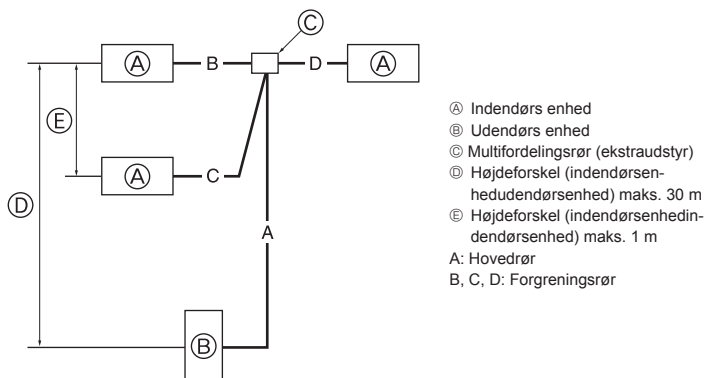 Ⓒ
Ⓐ B D Ⓐ
Ⓔ
Ⓐ C
Ⓓ
A
Ⓑ
Ⓐ Indendørs enhed
Ⓑ Udendørs enhed
Ⓒ Multifordelingsrør (ekstraudstyr)
Ⓓ Højdeforskel (indendørsen-
hedudendørsenhed) maks. 30 m
Ⓔ Højdeforskel (indendørsenhedin-
dendørsenhed) maks. 1 m
A: Hovedrør
B, C, D: Forgreningsrør